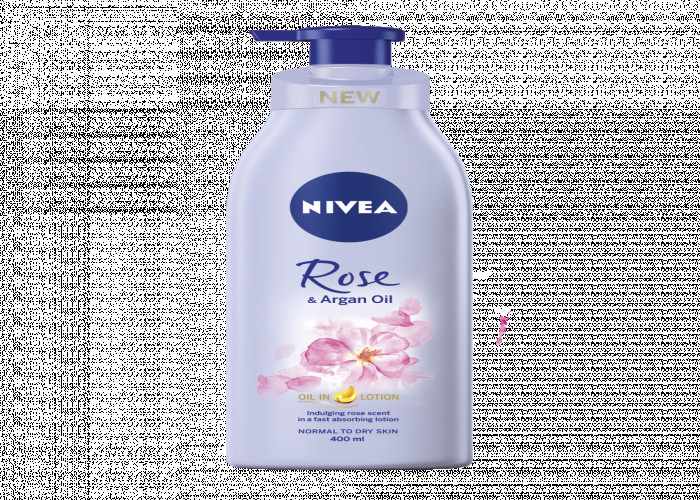 NEW
NIVEA
Rose
& Argan Oil
OIL IN LOTION
Indulging rose scent
in a fast absorbing lotion
NORMAL TO DRY SKIN
400 ml